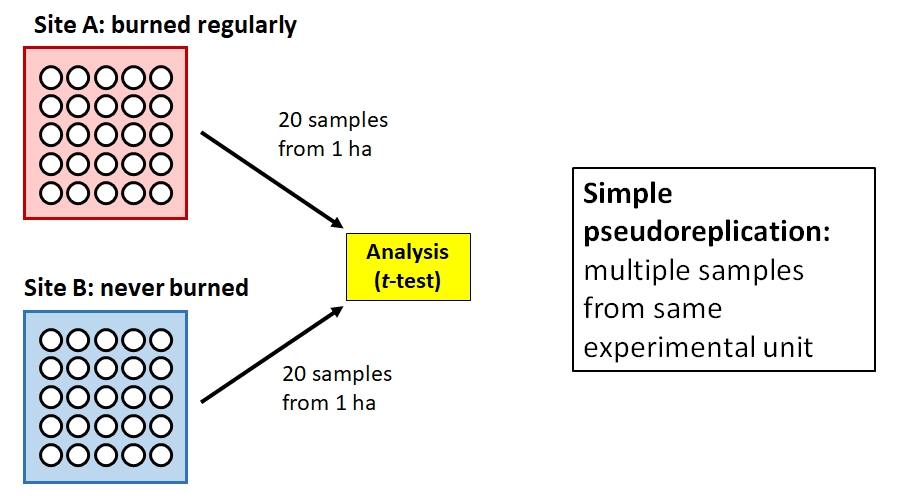 Site A: burned regularly
20 samples
from 1 ha
Analysis
(t-test)
Site B: never burned
20 samples
from 1 ha
Simple
pseudoreplication:
multiple samples
from same
experimental unit